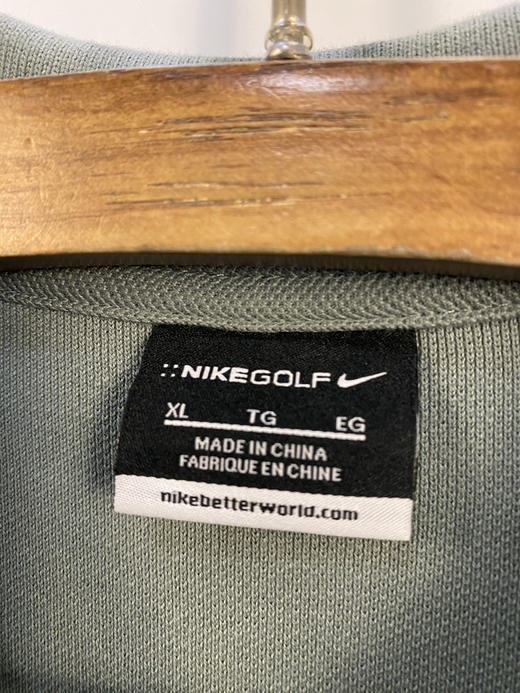 ::NIKEGOLF
XL TG EG
MADE IN CHINA
FABRIQUE EN CHINE
nikebetterworld.com